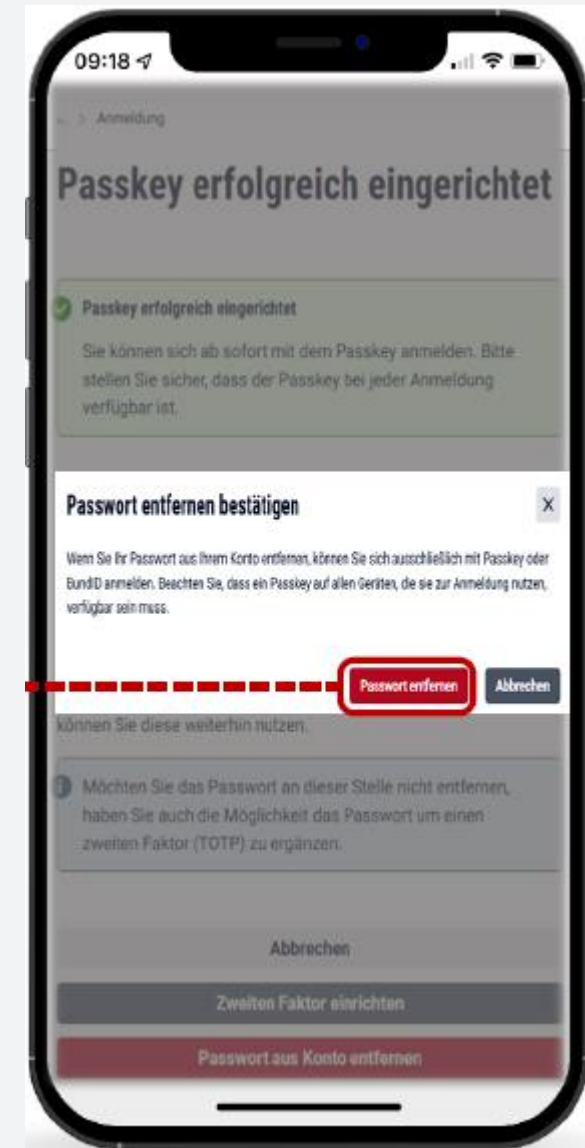 09:18
> Anmeldung
Passkey erfolgreich eingerichtet
Passkey erfolgreich eingerichtet
Sie können sich ab sofort mit dem Passkey anmelden. Bitte
stellen Sie sicher, dass der Passkey bei jeder Anmeldung
verfügbar ist.
Passwort entfernen bestätigen
X
Wenn Sie Ihr Passwort aus Ihrem Konto entfernen, können Sie sich ausschließlich mit Passkey oder
BundID anmelden. Beachten Sie, dass ein Passkey auf allen Geräten, die sie zur Anmeldung nutzen,
verfügbar sein muss.
Passwort entfernen
Abbrechen
können Sie diese weiterhin nutzen.
Möchten Sie das Passwort an dieser Stelle nicht entfernen,
haben Sie auch die Möglichkeit das Passwort um einen
zweiten Faktor (TOTP) zu ergänzen.
Abbrechen
Zweiten Faktor einrichten
Passwort aus Konto entfernen